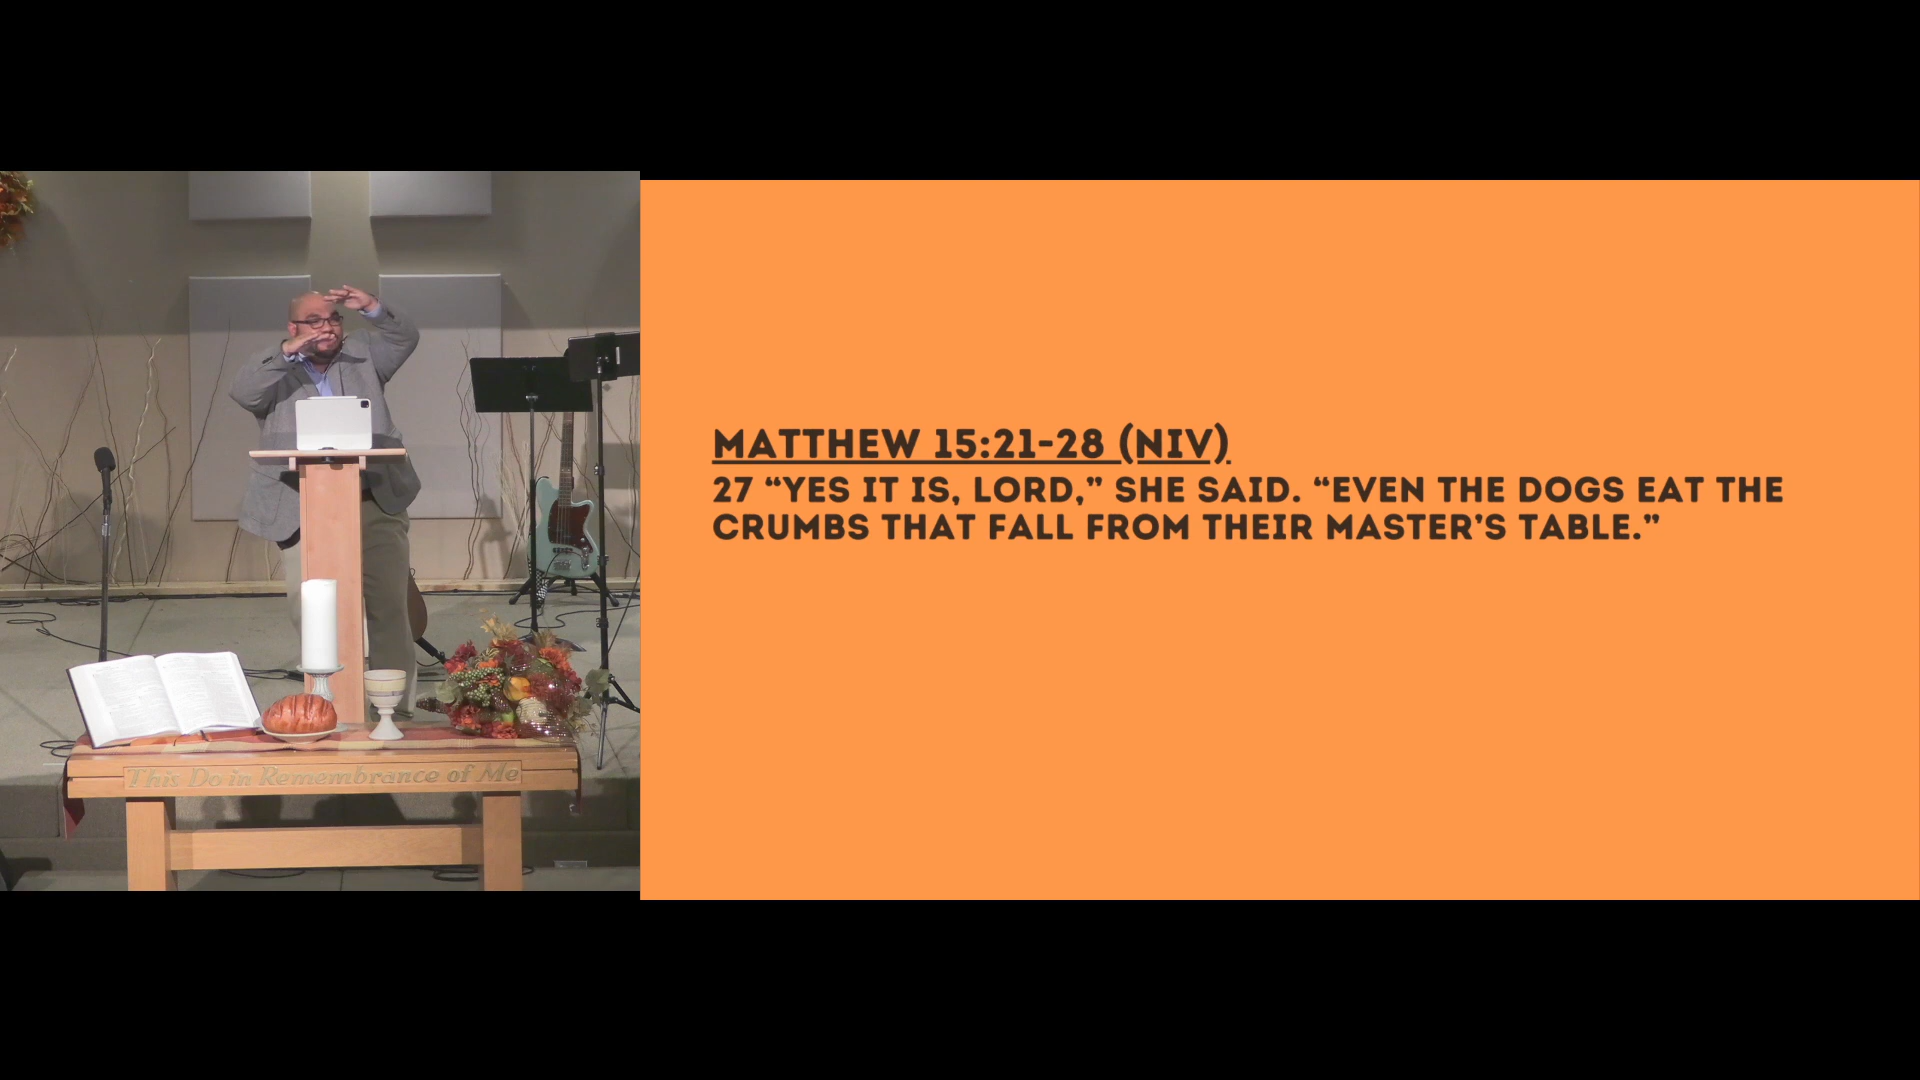 MATTHEW 15:21-28 (NIV)
27 “YES IT IS, LORD,” SHE SAID. “EVEN THE DOGS EAT THE
CRUMBS THAT FALL FROM THEIR MASTER’S TABLE.”
This Do in Remembrance of Me